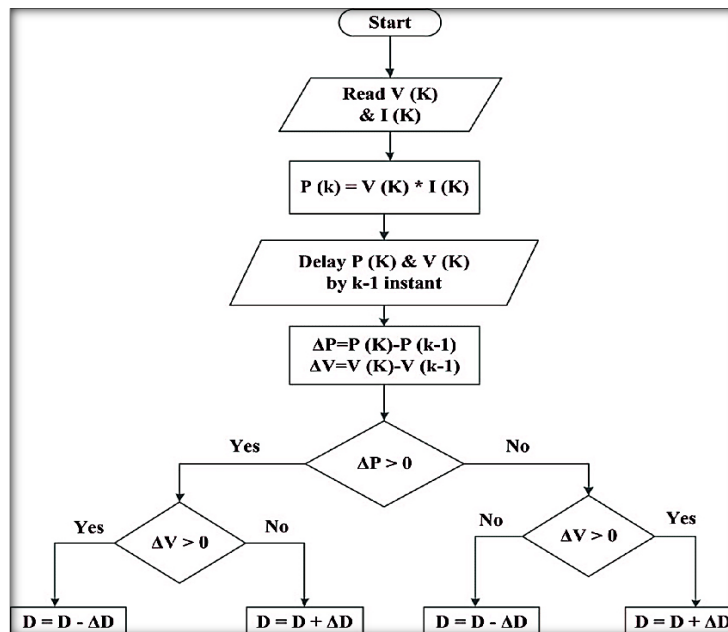 Start
Read V (K)
& I (K)
P (k) = V (K) * I (K)
Delay P (K) & V (K)
by k-1 instant
ΔP=P (K)-P (k-1)
ΔV=V (K)-V (k-1)
Yes
ΔP > 0
No
Yes
ΔV > 0
No
No
ΔV > 0
Yes
D = D - ΔD
D = D + ΔD
D = D - ΔD
D = D + ΔD